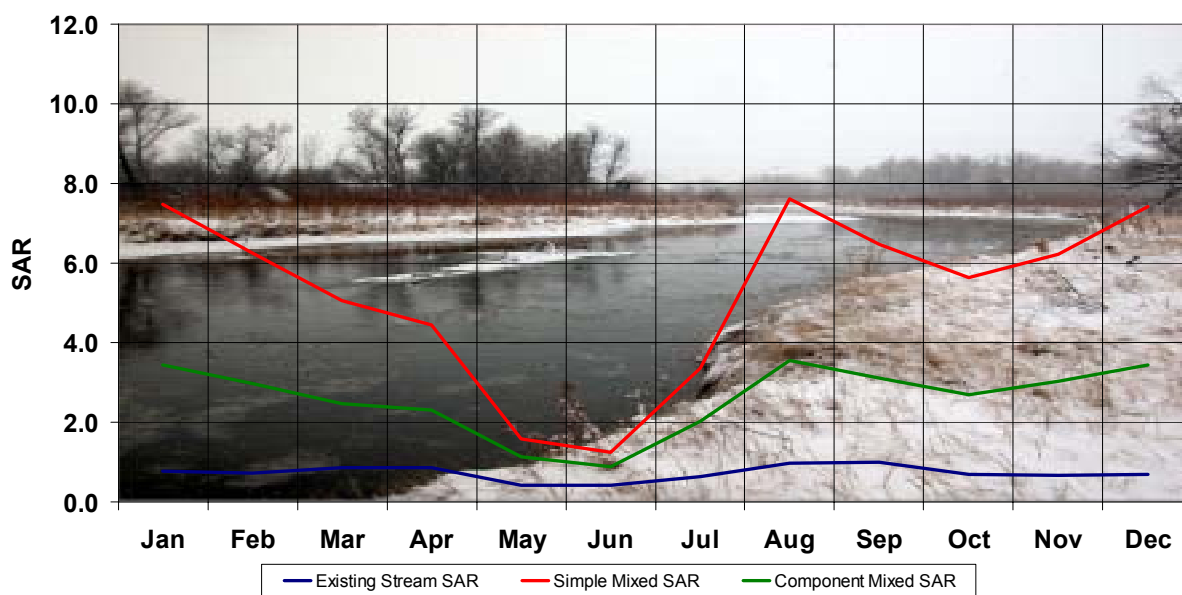 12.0
10.0
8.0
6.0
4.0
2.0
0.0
SAR
Jan Feb Mar Apr May Jun Jul Aug Sep Oct Nov Dec
Existing Stream SAR Simple Mixed SAR Component Mixed SAR